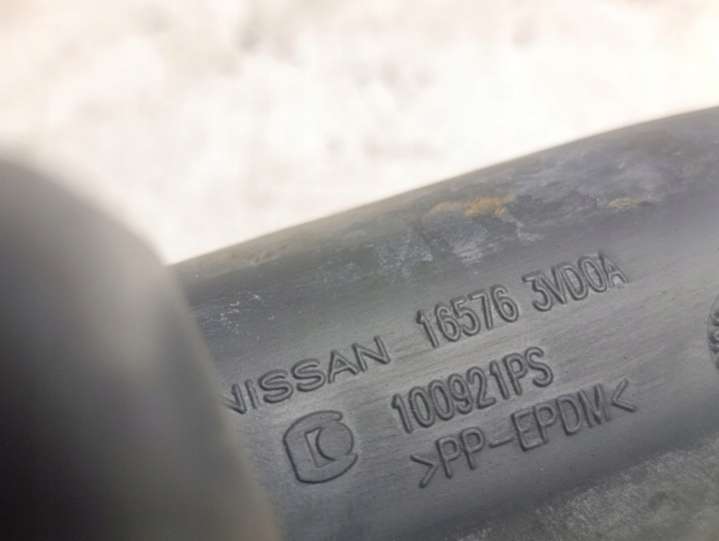 NISSAN 16576 3VD0A
100921PS
>PP-EPDM<